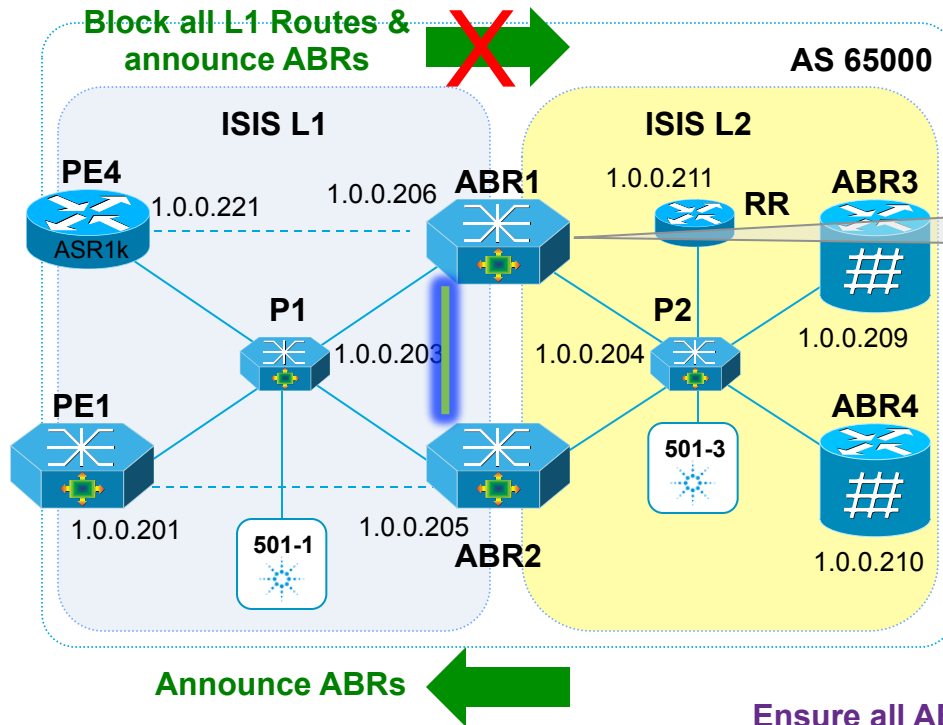 Block all L1 Routes &
announce ABRs
AS 65000
ISIS L1
ISIS L2
PE4
1.0.0.221
1.0.0.206
ABR1
1.0.0.211
RR
ABR3
ASR1k
P1
1.0.0.203
1.0.0.204
P2
1.0.0.209
PE1
ABR4
501-3
1.0.0.201
501-1
1.0.0.205
ABR2
1.0.0.210
Announce ABRs
Ensure all